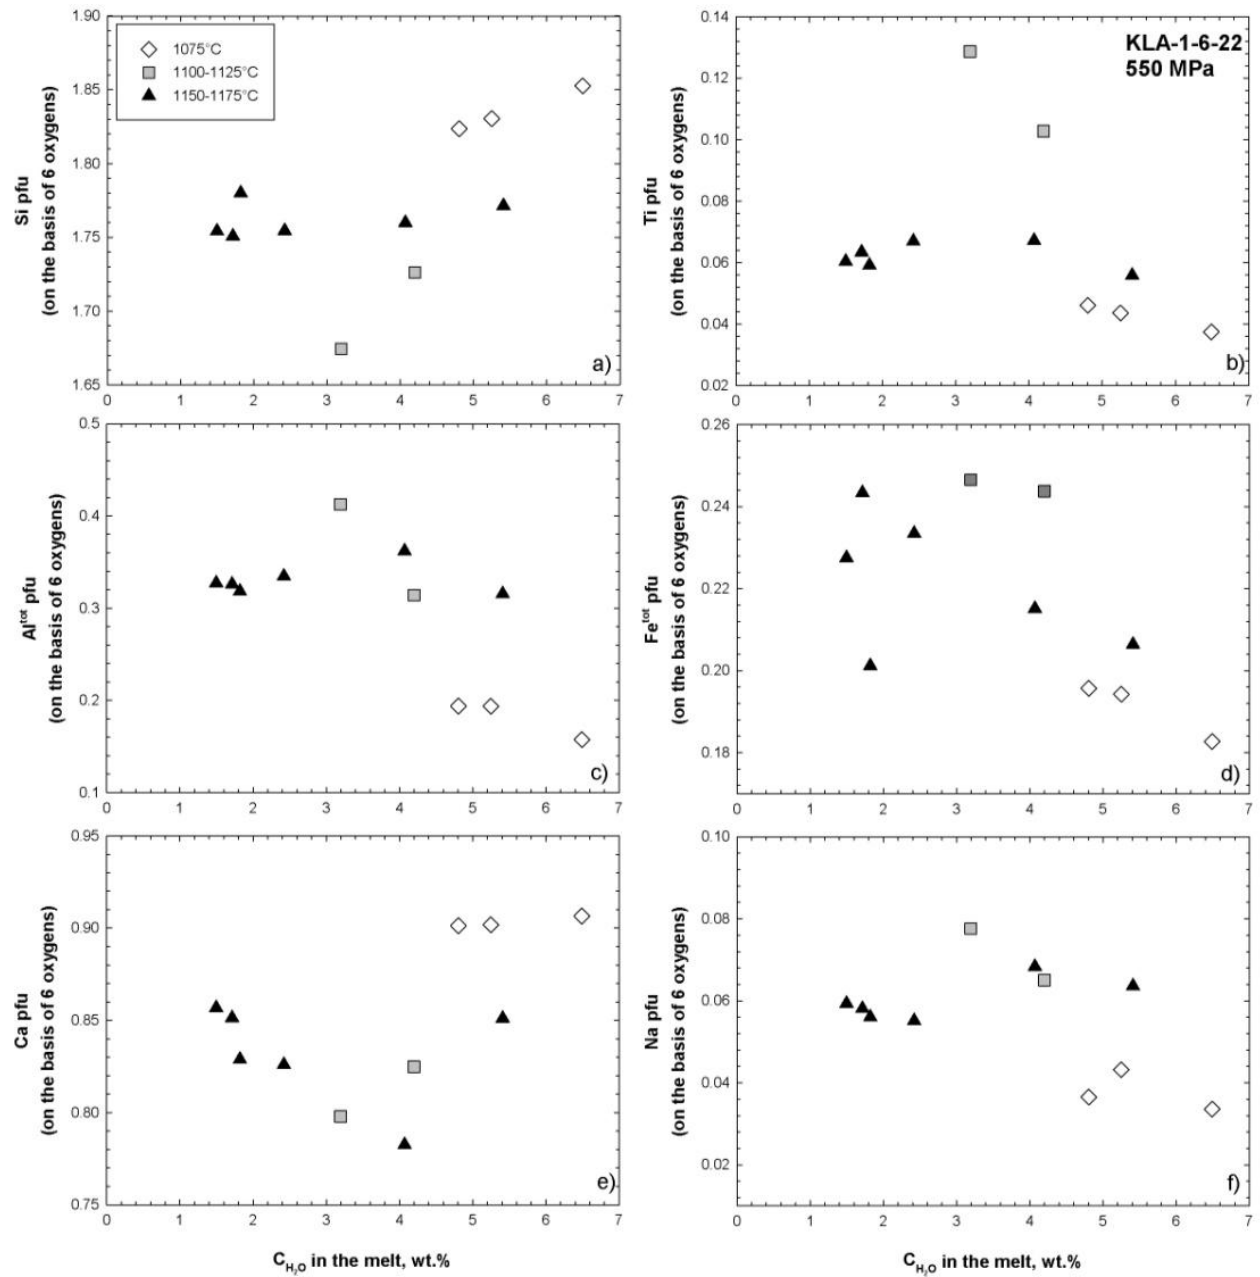 1.90
1.85
1.80
1.75
1.70
1.65
Si pfu
(on the basis of 6 oxygens)
1075°C
1100-1125°C
1150-1175°C
a)
0 1 2 3 4 5 6 7
0.14
0.12
0.10
0.08
0.06
0.04
0.02
Ti pfu
(on the basis of 6 oxygens)
KLA-1-6-22
550 MPa
b)
0 1 2 3 4 5 6 7
0.5
0.4
0.3
0.2
0.1
Al^tot pfu
(on the basis of 6 oxygens)
c)
0 1 2 3 4 5 6 7
0.26
0.24
0.22
0.20
0.18
Fe^tot pfu
(on the basis of 6 oxygens)
d)
0 1 2 3 4 5 6 7
0.95
0.90
0.85
0.80
0.75
Ca pfu
(on the basis of 6 oxygens)
e)
0 1 2 3 4 5 6 7
C_H₂O in the melt, wt.%
0.10
0.08
0.06
0.04
0.02
Na pfu
(on the basis of 6 oxygens)
f)
0 1 2 3 4 5 6 7
C_H₂O in the melt, wt.%